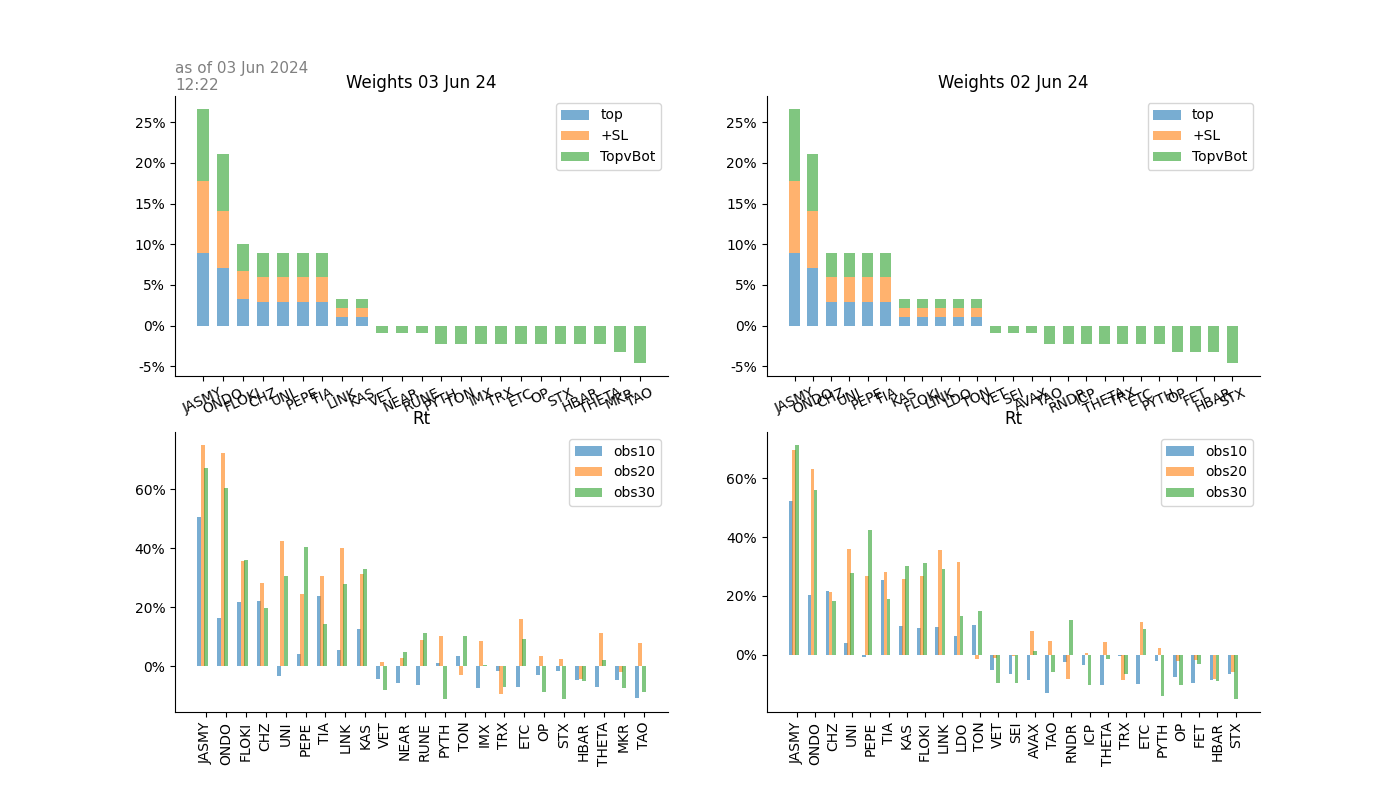 as of 03 Jun 2024
12:22
Weights 03 Jun 24
25%
20%
15%
10%
5%
0%
-5%
top
+SL
TopvBot
JASMY ONDO FLOKI CHZ UNI PEPE TIA LINK KAS VET NEAR RUNE PYTH TON IMX TRX ETC OP STX HBAR THETA MKR TAO
Weights 02 Jun 24
25%
20%
15%
10%
5%
0%
-5%
top
+SL
TopvBot
JASMY ONDO CHZ UNI PEPE TIA KAS FLOKI LINK LDO TON VET SEI AVAX TAO RNDR ICP THETA TRX ETC PYTH OP FET HBAR STX
Rt
60%
40%
20%
0%
obs10
obs20
obs30
JASMY ONDO FLOKI CHZ UNI PEPE TIA LINK KAS VET NEAR RUNE PYTH TON IMX TRX ETC OP STX HBAR THETA MKR TAO
Rt
60%
40%
20%
0%
obs10
obs20
obs30
JASMY ONDO CHZ UNI PEPE TIA KAS FLOKI LINK LDO TON VET SEI AVAX TAO RNDR ICP THETA TRX ETC PYTH OP FET HBAR STX